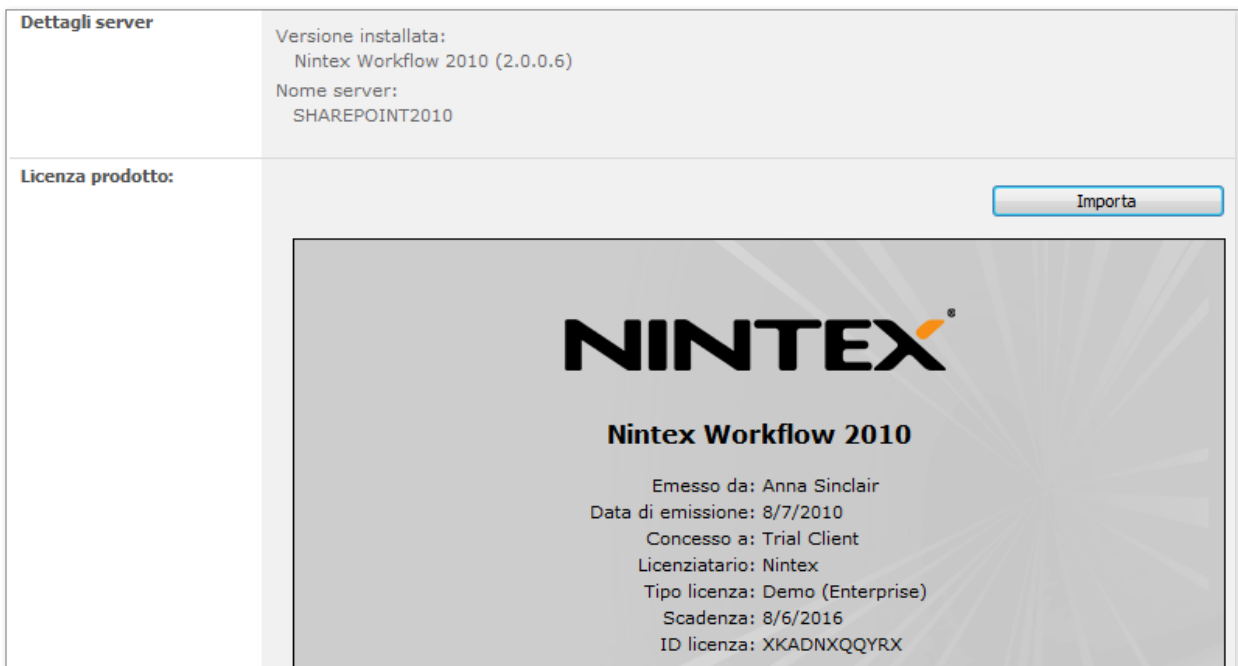 Dettagli server
Versione installata:
Nintex Workflow 2010 (2.0.0.6)
Nome server:
SHAREPOINT2010
Licenza prodotto:
Importa
NINTEX®
Nintex Workflow 2010
Emesso da: Anna Sinclair
Data di emissione: 8/7/2010
Concesso a: Trial Client
Licenziatario: Nintex
Tipo licenza: Demo (Enterprise)
Scadenza: 8/6/2016
ID licenza: XKADNXQQYRX